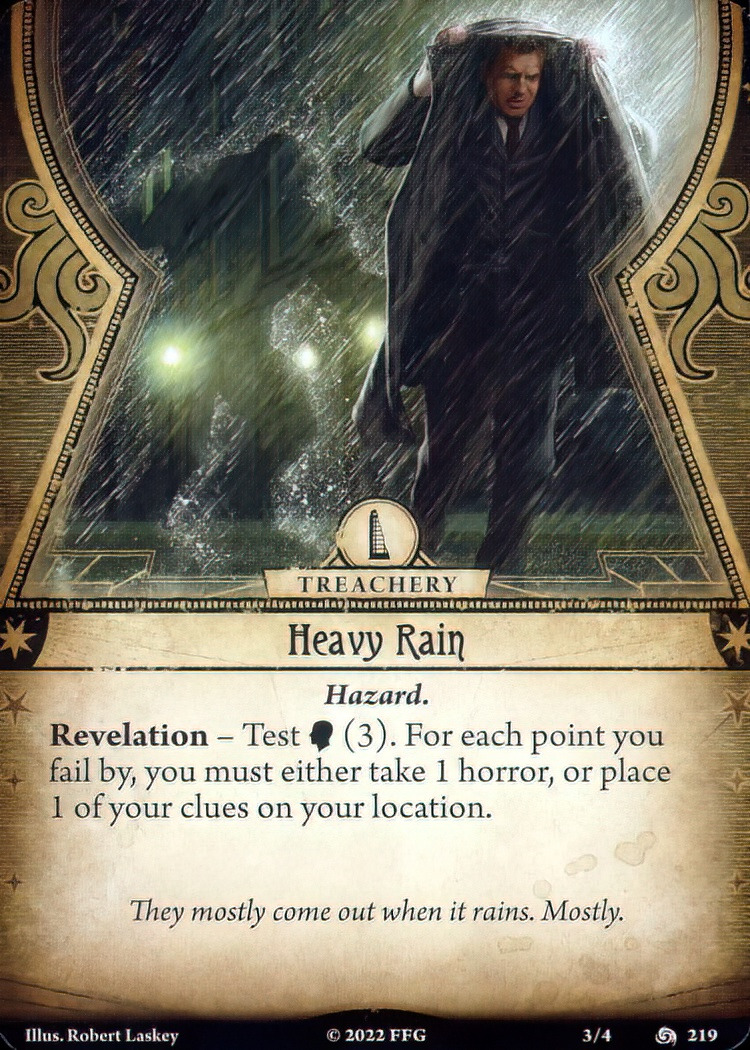 TREACHERY
Heavy Rain
Hazard.
Revelation – Test (3). For each point you
fail by, you must either take 1 horror, or place
1 of your clues on your location.
They mostly come out when it rains. Mostly.
Illus. Robert Laskey © 2022 FFG 3/4 219